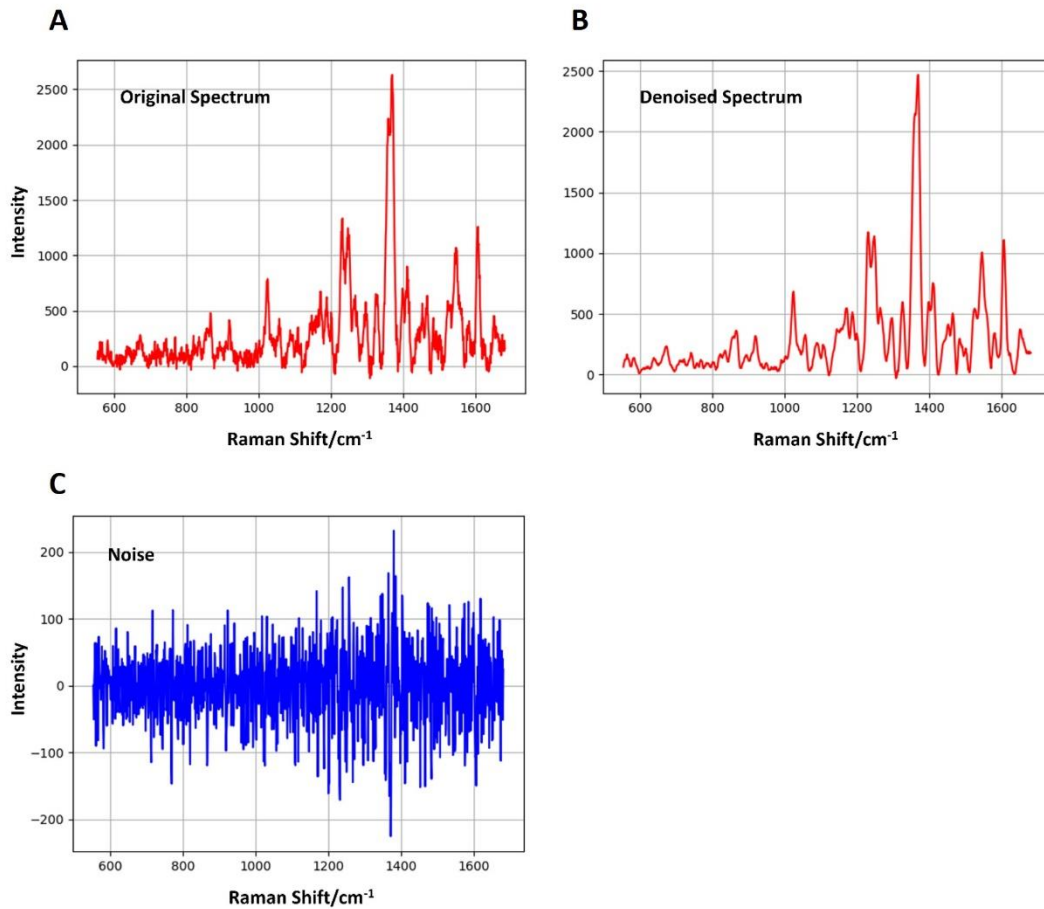 A
B
Original Spectrum
Denoised Spectrum
2500
2000
1500
1000
500
0
2500
2000
1500
1000
500
0
Intensity
600 800 1000 1200 1400 1600
600 800 1000 1200 1400 1600
Raman Shift/cm⁻¹
Raman Shift/cm⁻¹
C
Noise
200
100
0
−100
−200
Intensity
600 800 1000 1200 1400 1600
Raman Shift/cm⁻¹